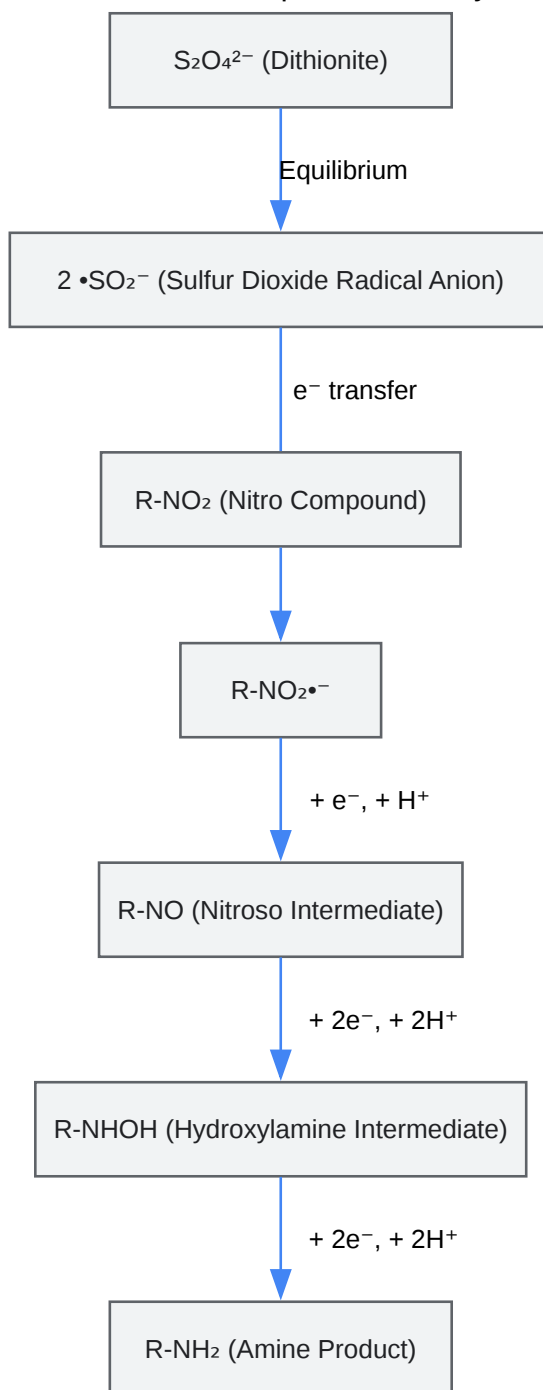 S₂O₄²⁻ (Dithionite)
Equilibrium
2 •SO₂⁻ (Sulfur Dioxide Radical Anion)
e⁻ transfer
R-NO₂ (Nitro Compound)
R-NO₂•⁻
+ e⁻, + H⁺
R-NO (Nitroso Intermediate)
+ 2e⁻, + 2H⁺
R-NHOH (Hydroxylamine Intermediate)
+ 2e⁻, + 2H⁺
R-NH₂ (Amine Product)